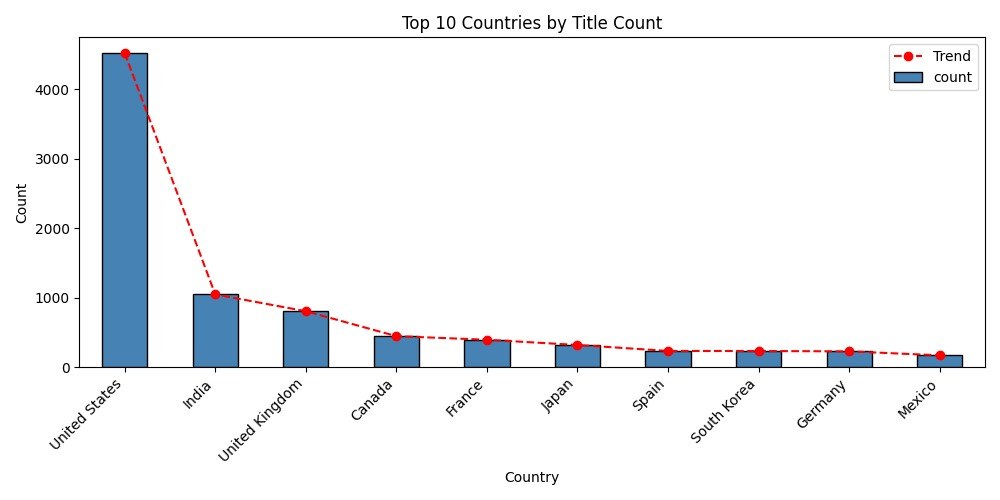 Top 10 Countries by Title Count
Trend
count
4000
3000
2000
1000
0
Count
United States
India
United Kingdom
Canada
France
Japan
Spain
South Korea
Germany
Mexico
Country